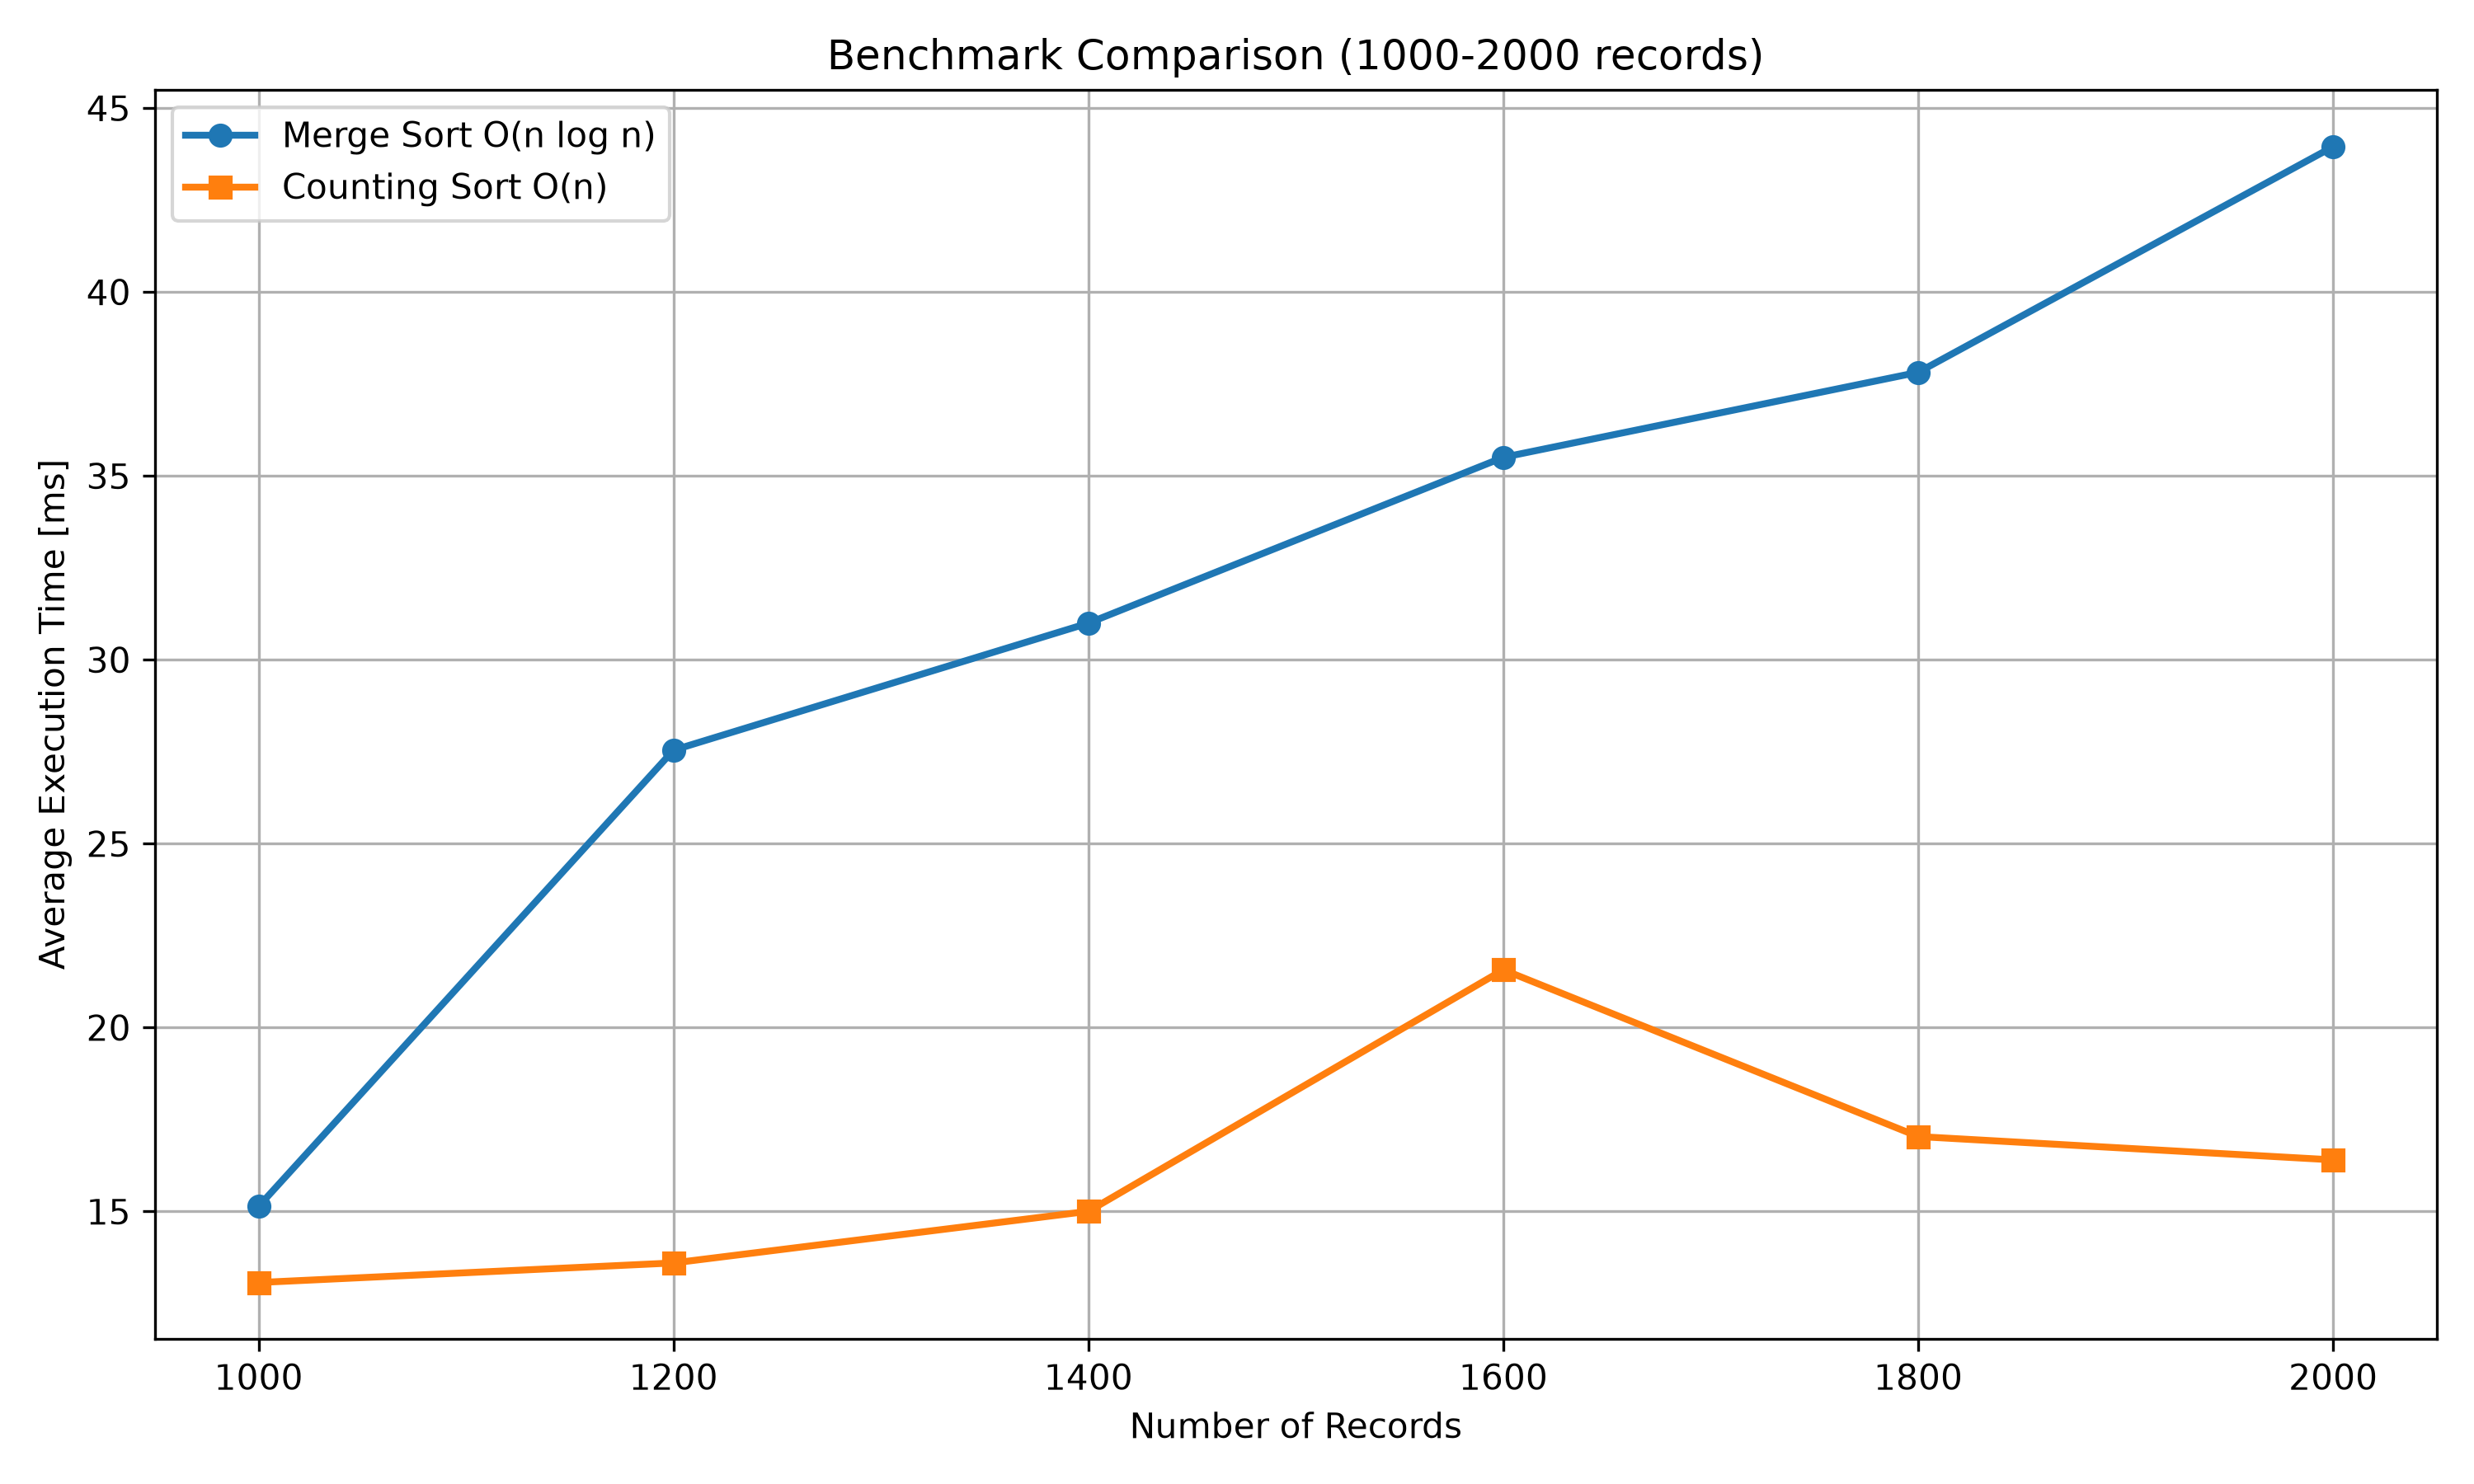 Benchmark Comparison (1000-2000 records)
Merge Sort O(n log n)
Counting Sort O(n)
Average Execution Time [ms]
45
40
35
30
25
20
15
1000 1200 1400 1600 1800 2000
Number of Records